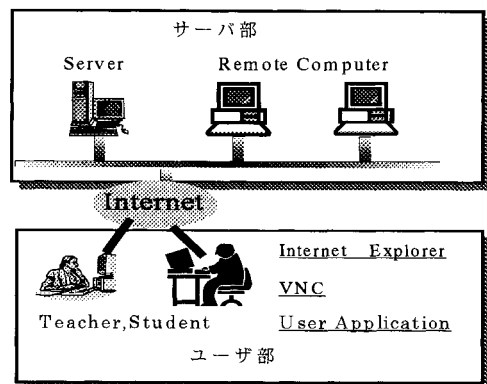 サーバ部
Server Remote Computer
Internet
Internet Explorer
VNC
Teacher,Student User Application
ユーザ部